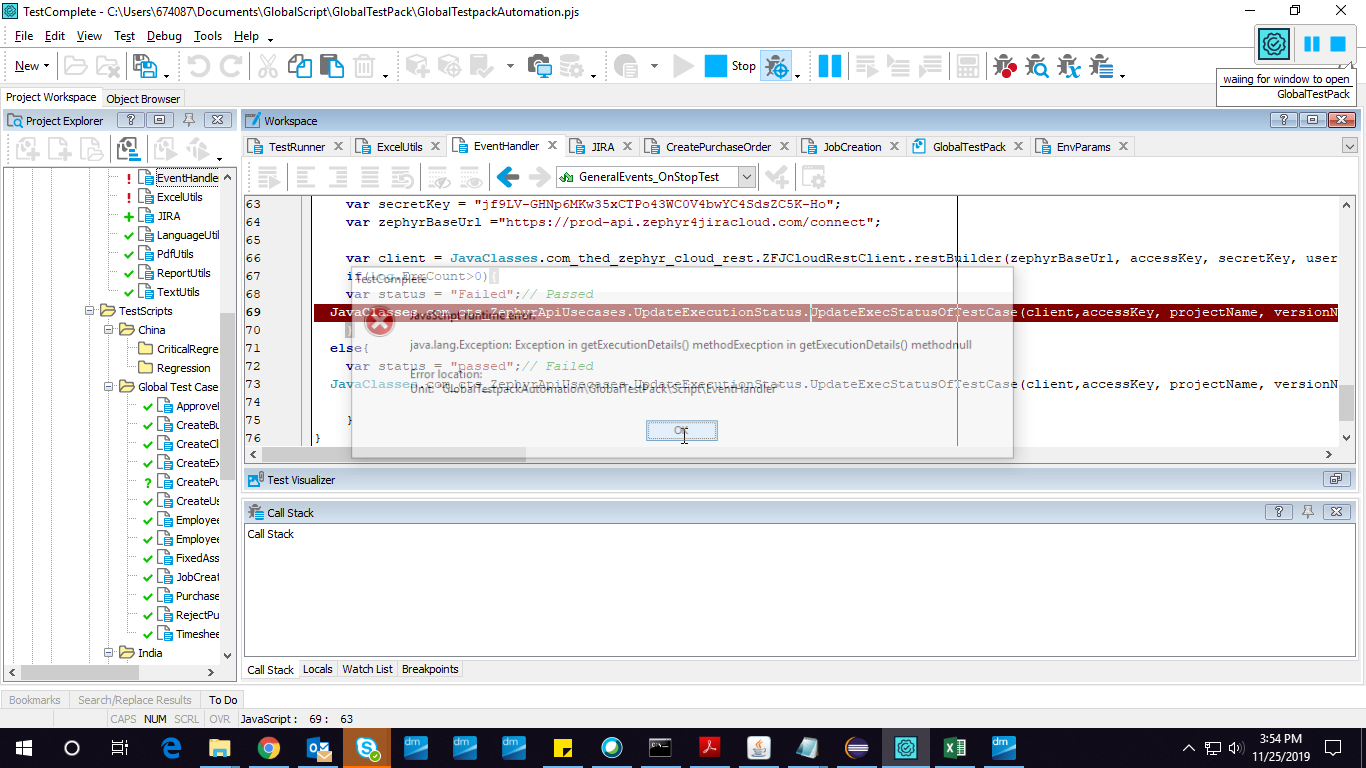 TestComplete - C:\Users\674087\Documents\GlobalScript\GlobalTestPack\GlobalTestpackAutomation.pjs
File Edit View Test Debug Tools Help
New Stop
waiing for window to open
GlobalTestPack
Project Workspace Object Browser
Project Explorer ?
Workspace ?
TestRunner ExcelUtils EventHandler JIRA CreatePurchaseOrder JobCreation GlobalTestPack EnvParams
GeneralEvents_OnStopTest
EventHandle
ExcelUtils
JIRA
LanguageUtil
PdfUtils
ReportUtils
TextUtils
TestScripts
China
CriticalRegre
Regression
Global Test Case
Approvel
CreateBu
CreateCl
CreateEx
CreatePu
CreateUs
Employee
Employee
FixedAss
JobCreat
Purchase
RejectPu
Timeshee
India
63 var secretKey = "jf9LV-GHNp6MKw35xCTPo43WC0V4bwYC4SdsZC5K-Ho";
64 var zephyrBaseUrl ="https://prod-api.zephyr4jiracloud.com/connect";
65
66 var client = JavaClasses.com_thed_zephyr_cloud_rest.ZFJCloudRestClient.restBuilder(zephyrBaseUrl, accessKey, secretKey, user
67 if(Log.ErrCount>0){
68 var status = "Failed";// Passed
69 JavaClasses.com_cts_ZephyrApiUsecases.UpdateExecutionStatus.UpdateExecStatusOfTestCase(client,accessKey, projectName, versionN
70 }
71 else{
72 var status = "passed";// Failed
73 JavaClasses.com_cts_ZephyrApiUsecases.UpdateExecutionStatus.UpdateExecStatusOfTestCase(client,accessKey, projectName, versionN
74
75 }
76 }
TestComplete
JavaScript runtime error.
java.lang.Exception: Exception in getExecutionDetails() methodExecption in getExecutionDetails() methodnull
Error location:
Unit: "GlobalTestpackAutomation\GlobalTestPack\Script\EventHandler"
OK
Test Visualizer
Call Stack ?
Call Stack
Call Stack Locals Watch List Breakpoints
Bookmarks Search/Replace Results To Do
CAPS NUM SCRL OVR JavaScript : 69 : 63
dm dm dm dm
3:54 PM
11/25/2019